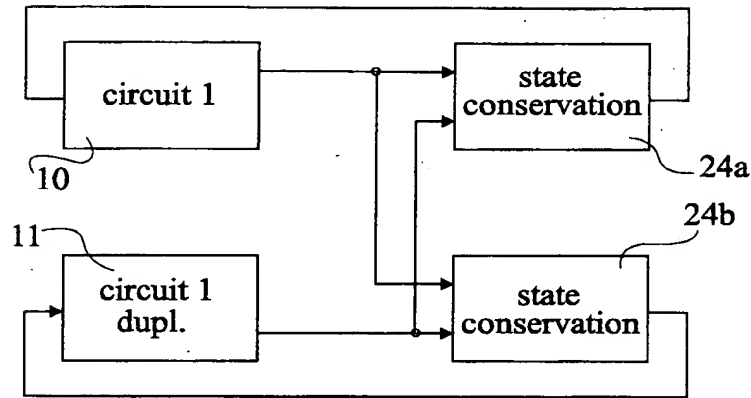 circuit 1
state
conservation
10
24a
11
24b
circuit 1
dupl.
state
conservation